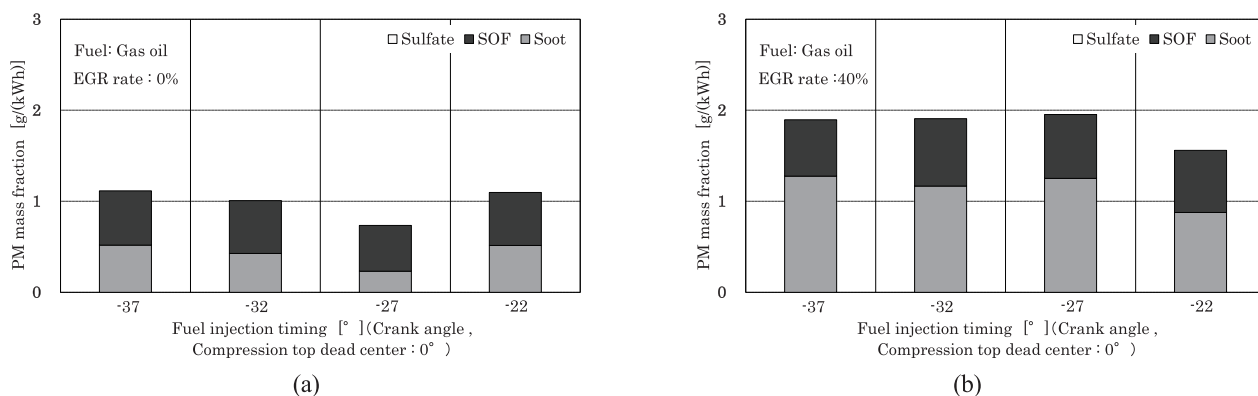 3
2
1
0
PM mass fraction [g/(kWh)]
Fuel: Gas oil
EGR rate : 0%
Sulfate SOF Soot
-37 -32 -27 -22
Fuel injection timing [° ](Crank angle ,
Compression top dead center : 0° )
(a)
3
2
1
0
PM mass fraction [g/(kWh)]
Fuel: Gas oil
EGR rate :40%
Sulfate SOF Soot
-37 -32 -27 -22
Fuel injection timing [° ](Crank angle ,
Compression top dead center : 0° )
(b)